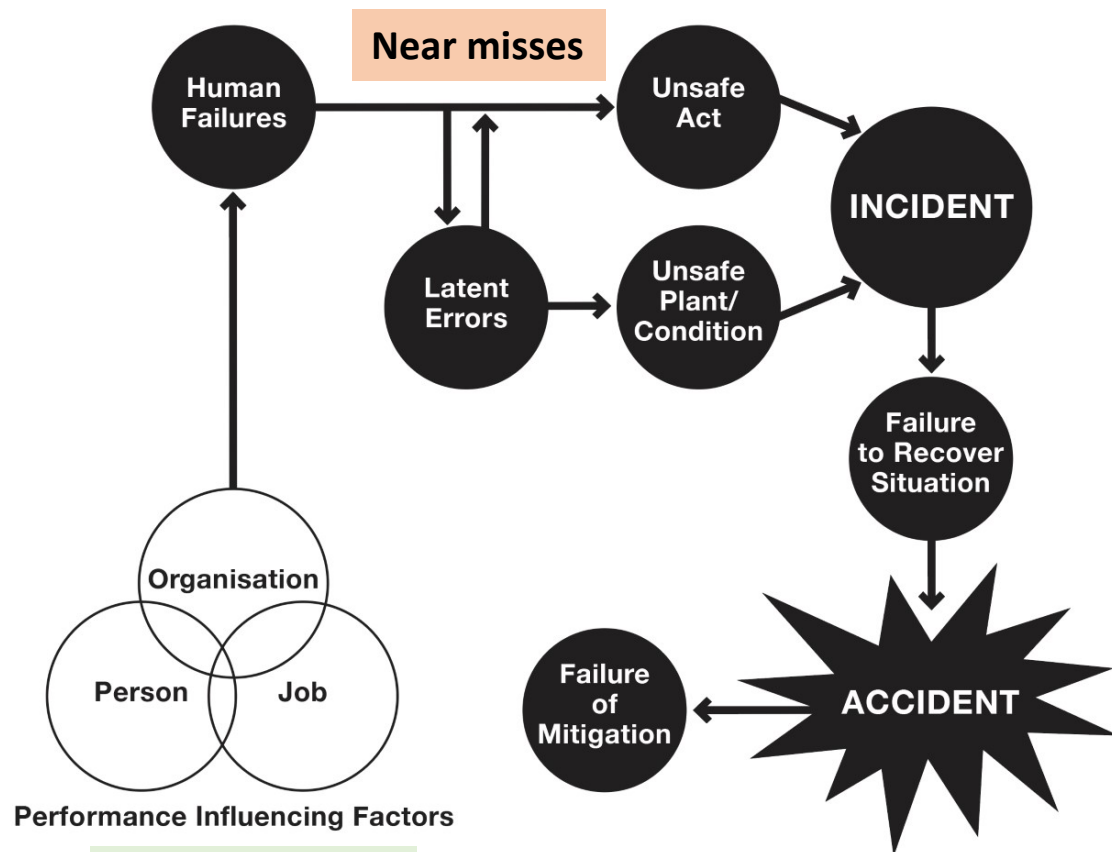 Near misses
Human
Failures
Unsafe
Act
INCIDENT
Latent
Errors
Unsafe
Plant/
Condition
Failure
to Recover
Situation
Organisation
Person
Job
Failure
of
Mitigation
ACCIDENT
Performance Influencing Factors